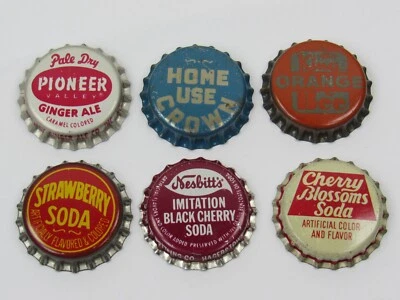 Pale Dry
PIONEER
VALLEY
GINGER ALE
CARAMEL COLORED
HOME
USE
CROWN
ORANGE
STRAWBERRY
SODA
ARTIFICIALLY FLAVORED & COLORED
Nesbitt's
IMITATION
BLACK CHERRY
SODA
Cherry
Blossoms
Soda
ARTIFICIAL COLOR
AND FLAVOR